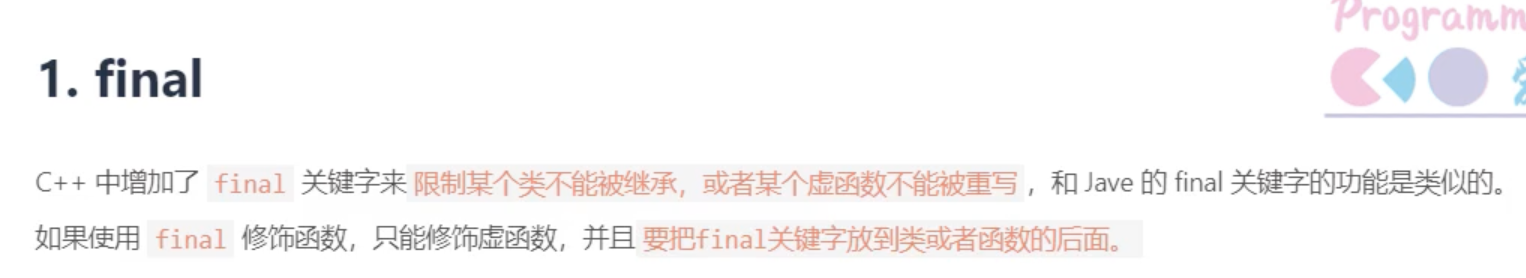 Programm
1. final
C++ 中增加了 final 关键字来 限制某个类不能被继承，或者某个虚函数不能被重写，和 Jave 的 final 关键字的功能是类似的。
如果使用 final 修饰函数，只能修饰虚函数，并且 要把final关键字放到类或者函数的后面。